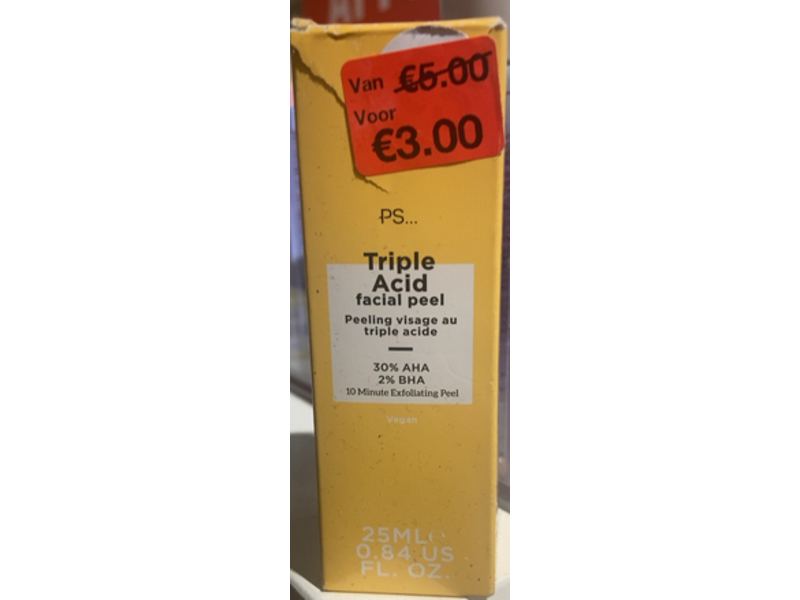 Van €5.00
Voor
€3.00
PS...
Triple
Acid
facial peel
Peeling visage au
triple acide
30% AHA
2% BHA
10 Minute Exfoliating Peel
Vegan
25ML℮
0.84 US
FL. OZ.